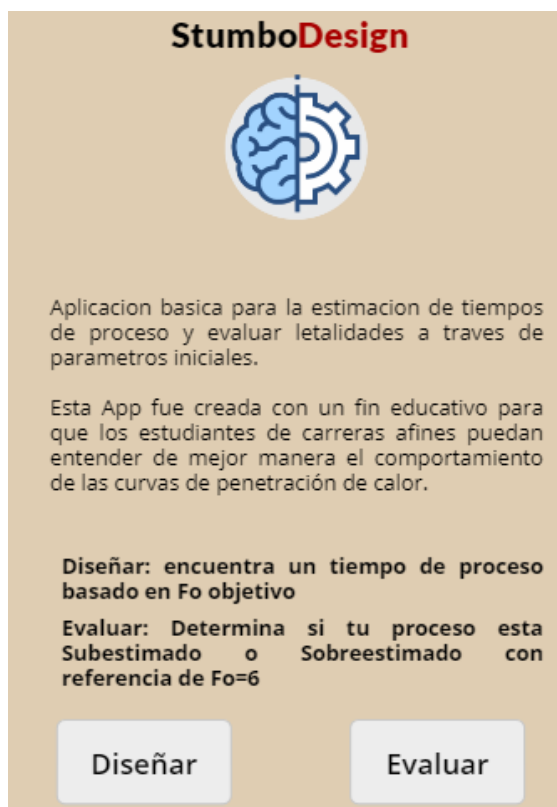 StumboDesign
Aplicacion basica para la estimacion de tiempos
de proceso y evaluar letalidades a traves de
parametros iniciales.
Esta App fue creada con un fin educativo para
que los estudiantes de carreras afines puedan
entender de mejor manera el comportamiento
de las curvas de penetración de calor.
Diseñar: encuentra un tiempo de proceso
basado en Fo objetivo
Evaluar: Determina si tu proceso esta
Subestimado o Sobreestimado con
referencia de Fo=6
Diseñar
Evaluar